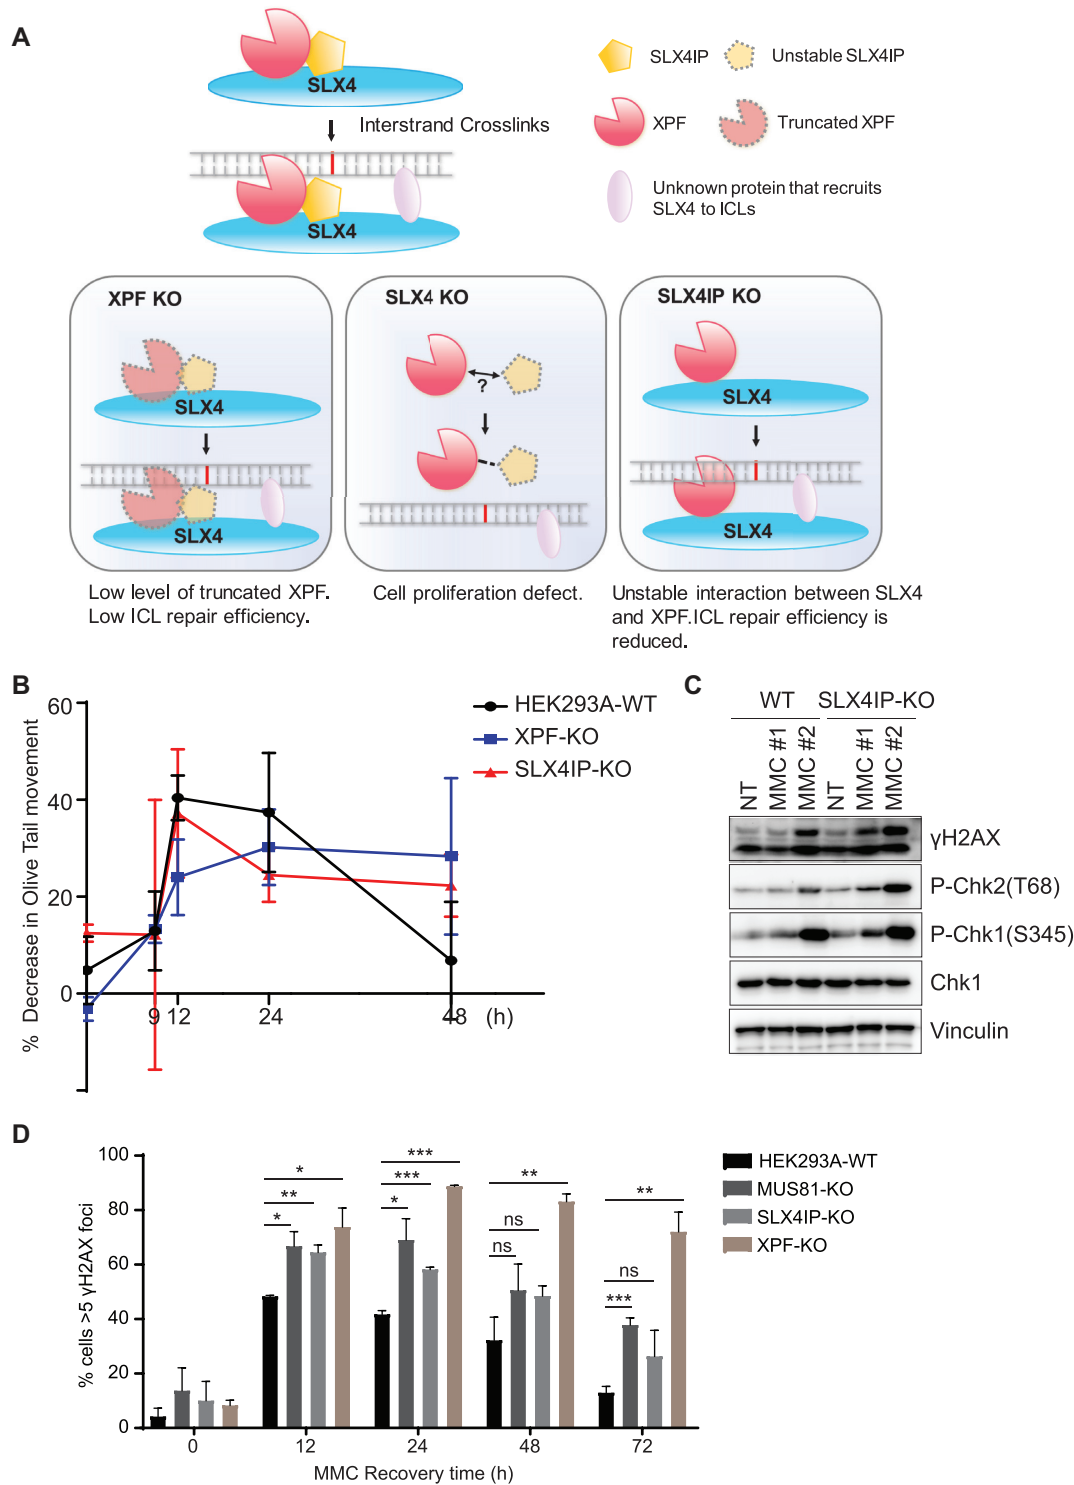 A
SLX4
Interstrand Crosslinks
SLX4
SLX4IP
Unstable SLX4IP
XPF
Truncated XPF
Unknown protein that recruits
SLX4 to ICLs
XPF KO
SLX4
SLX4
SLX4 KO
?
SLX4IP KO
SLX4
SLX4
Low level of truncated XPF.
Low ICL repair efficiency.
Cell proliferation defect.
Unstable interaction between SLX4
and XPF.ICL repair efficiency is
reduced.
B
% Decrease in Olive Tail movement
60
40
20
0
9 12 24 48 (h)
HEK293A-WT
XPF-KO
SLX4IP-KO
C
WT SLX4IP-KO
NT MMC #1 MMC #2 NT MMC #1 MMC #2
γH2AX
P-Chk2(T68)
P-Chk1(S345)
Chk1
Vinculin
D
% cells >5 γH2AX foci
100
80
60
40
20
0
* ** *
* *** ***
ns ns **
*** ns **
0 12 24 48 72
MMC Recovery time (h)
HEK293A-WT
MUS81-KO
SLX4IP-KO
XPF-KO